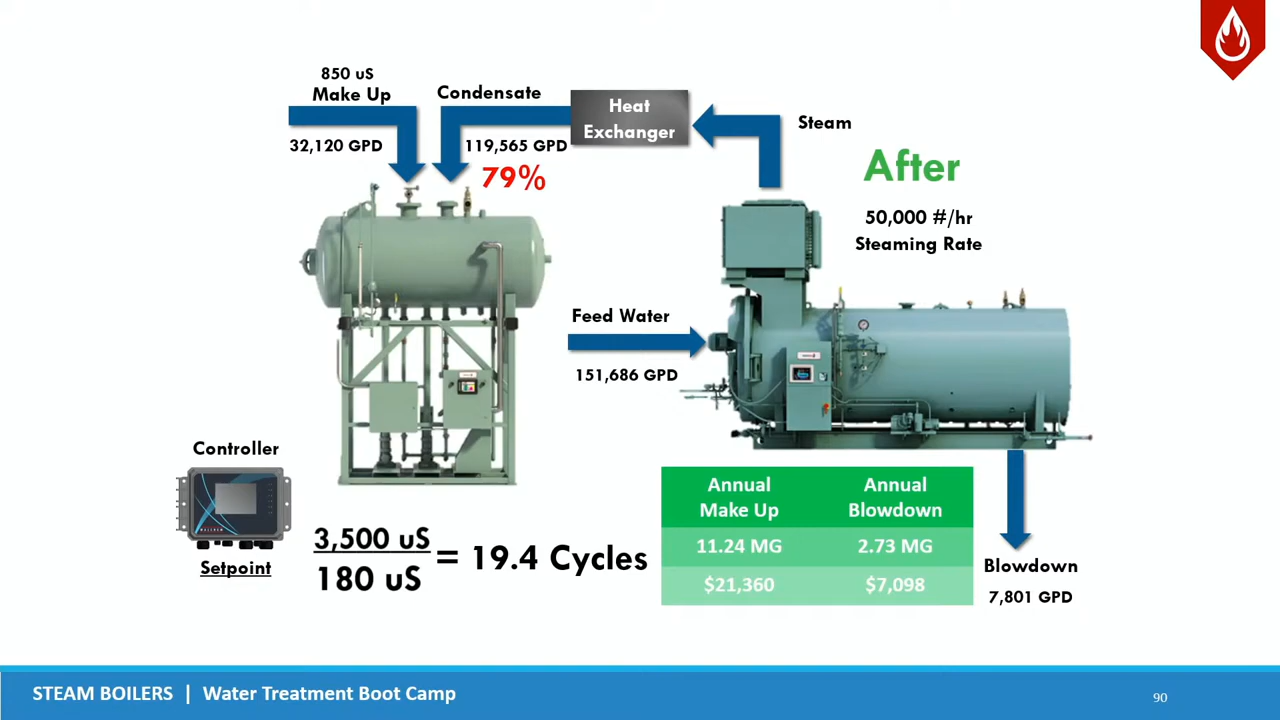 850 uS
Make Up
32,120 GPD
Condensate
119,565 GPD
79%
Heat
Exchanger
Steam
After
50,000 #/hr
Steaming Rate
Feed Water
151,686 GPD
Controller
Setpoint
3,500 uS
180 uS
= 19.4 Cycles
Annual
Make Up
Annual
Blowdown
11.24 MG
2.73 MG
$21,360
$7,098
Blowdown
7,801 GPD
STEAM BOILERS | Water Treatment Boot Camp
90